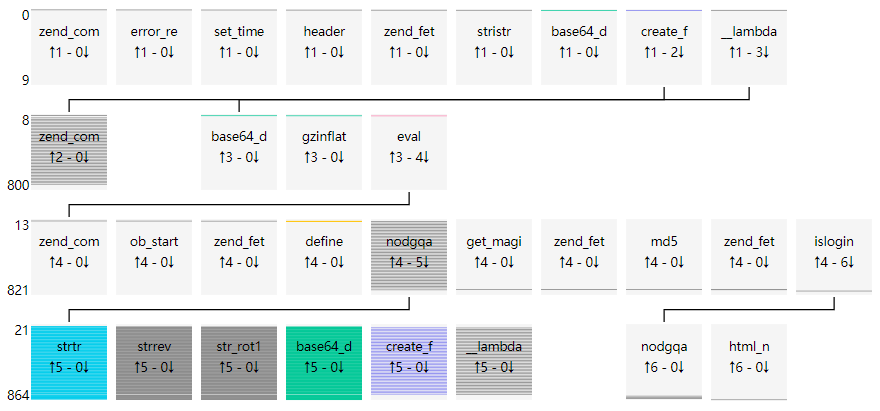 0
zend_com error_re set_time header zend_fet stristr base64_d create_f __lambda
↑1 - 0↓ ↑1 - 0↓ ↑1 - 0↓ ↑1 - 0↓ ↑1 - 0↓ ↑1 - 0↓ ↑1 - 0↓ ↑1 - 2↓ ↑1 - 3↓
9
8
zend_com base64_d gzinflat eval
↑2 - 0↓ ↑3 - 0↓ ↑3 - 0↓ ↑3 - 4↓
800
13
zend_com ob_start zend_fet define nodgqa get_magi zend_fet md5 zend_fet islogin
↑4 - 0↓ ↑4 - 0↓ ↑4 - 0↓ ↑4 - 0↓ ↑4 - 5↓ ↑4 - 0↓ ↑4 - 0↓ ↑4 - 0↓ ↑4 - 0↓ ↑4 - 6↓
821
21
strtr strrev str_rot1 base64_d create_f __lambda nodgqa html_n
↑5 - 0↓ ↑5 - 0↓ ↑5 - 0↓ ↑5 - 0↓ ↑5 - 0↓ ↑5 - 0↓ ↑6 - 0↓ ↑6 - 0↓
864